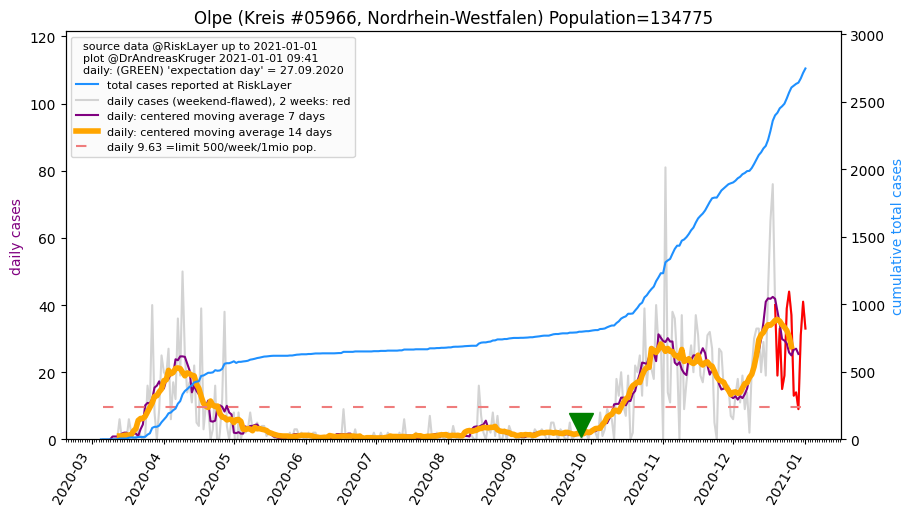 Olpe (Kreis #05966, Nordrhein-Westfalen) Population=134775
source data @RiskLayer up to 2021-01-01
plot @DrAndreasKruger 2021-01-01 09:41
daily: (GREEN) 'expectation day' = 27.09.2020
total cases reported at RiskLayer
daily cases (weekend-flawed), 2 weeks: red
daily: centered moving average 7 days
daily: centered moving average 14 days
daily 9.63 =limit 500/week/1mio pop.
daily cases
120
100
80
60
40
20
0
cumulative total cases
3000
2500
2000
1500
1000
500
0
2020-03
2020-04
2020-05
2020-06
2020-07
2020-08
2020-09
2020-10
2020-11
2020-12
2021-01